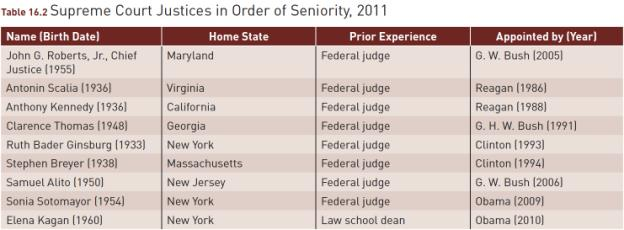 Table 16.2 Supreme Court Justices in Order of Seniority, 2011
Name (Birth Date) Home State Prior Experience Appointed by (Year)
John G. Roberts, Jr., Chief Maryland Federal judge G. W. Bush (2005)
Justice (1955)
Antonin Scalia (1936) Virginia Federal judge Reagan (1986)
Anthony Kennedy (1936) California Federal judge Reagan (1988)
Clarence Thomas (1948) Georgia Federal judge G. H. W. Bush (1991)
Ruth Bader Ginsburg (1933) New York Federal judge Clinton (1993)
Stephen Breyer (1938) Massachusetts Federal judge Clinton (1994)
Samuel Alito (1950) New Jersey Federal judge G. W. Bush (2006)
Sonia Sotomayor (1954) New York Federal judge Obama (2009)
Elena Kagan (1960) New York Law school dean Obama (2010)